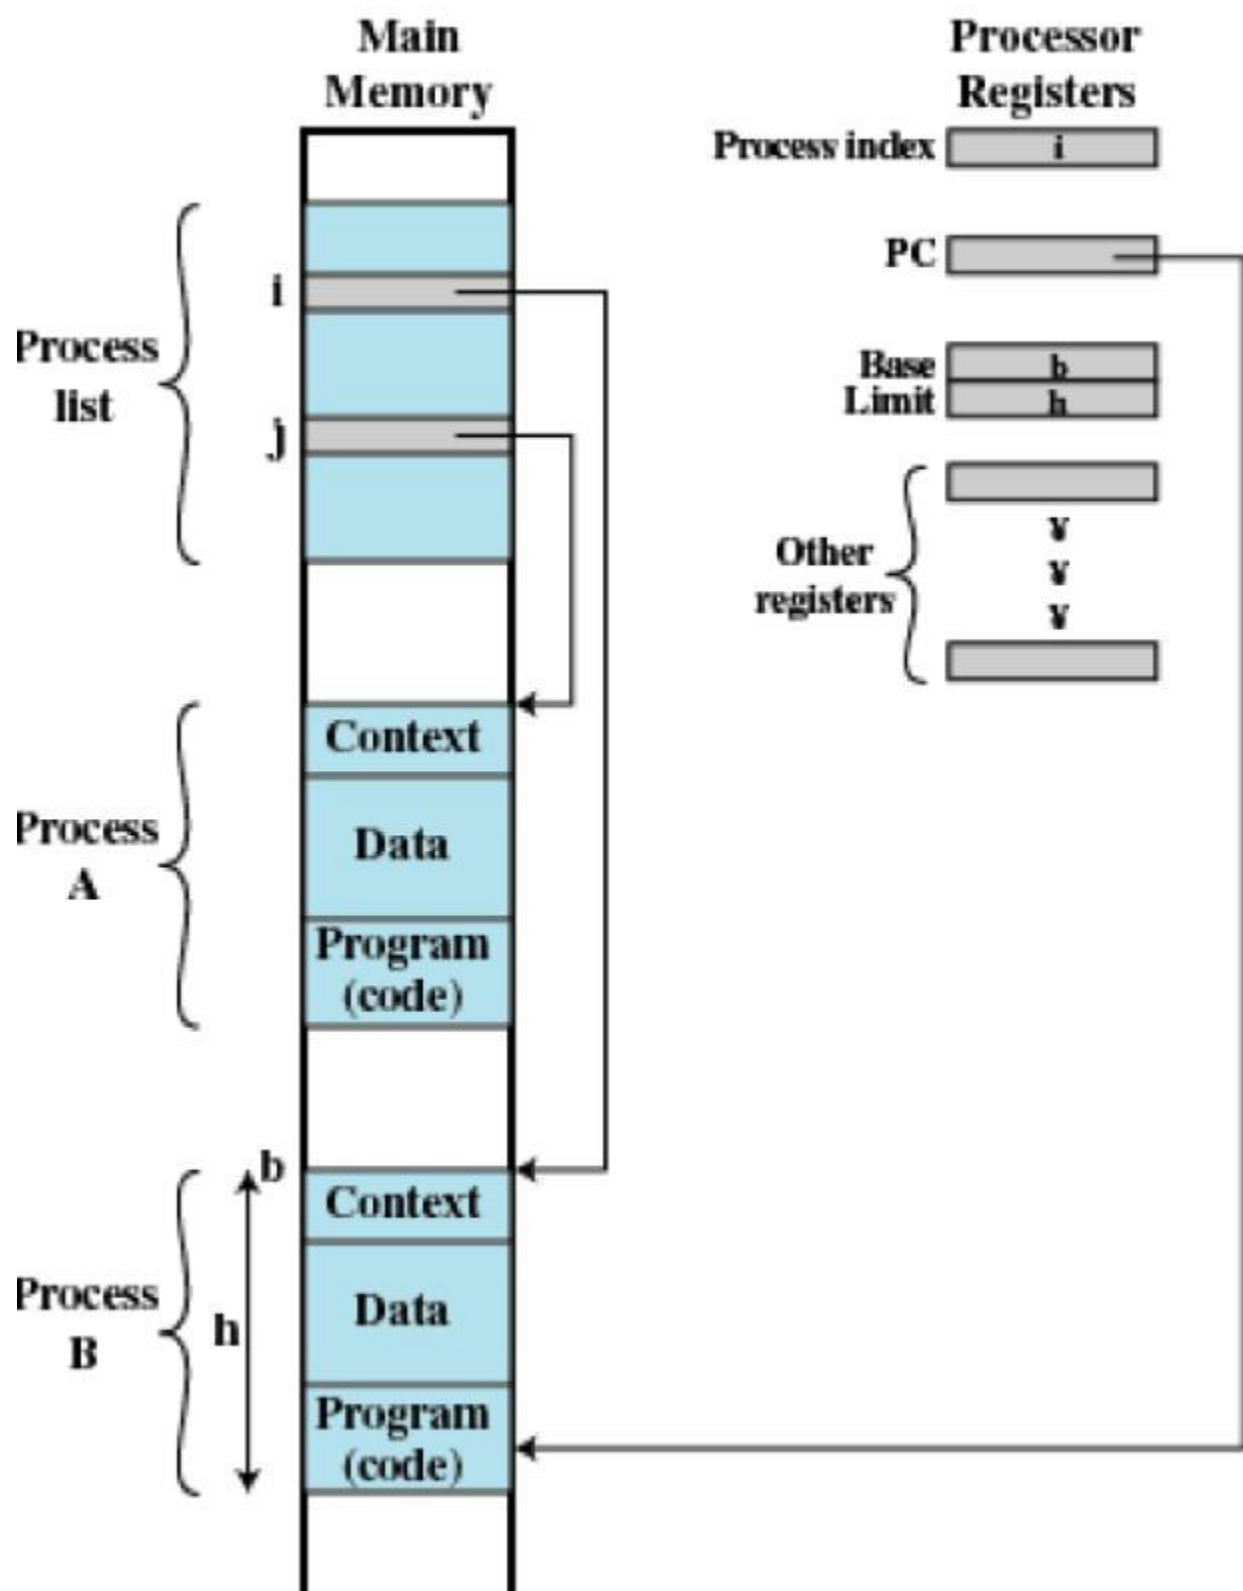 Main
Memory
Processor
Registers
Process index
i
PC
i
Process
list
Base
b
Limit
h
j
Other
registers
¥
¥
¥
Context
Process
A
Data
Program
(code)
b
Context
Process
B
h
Data
Program
(code)